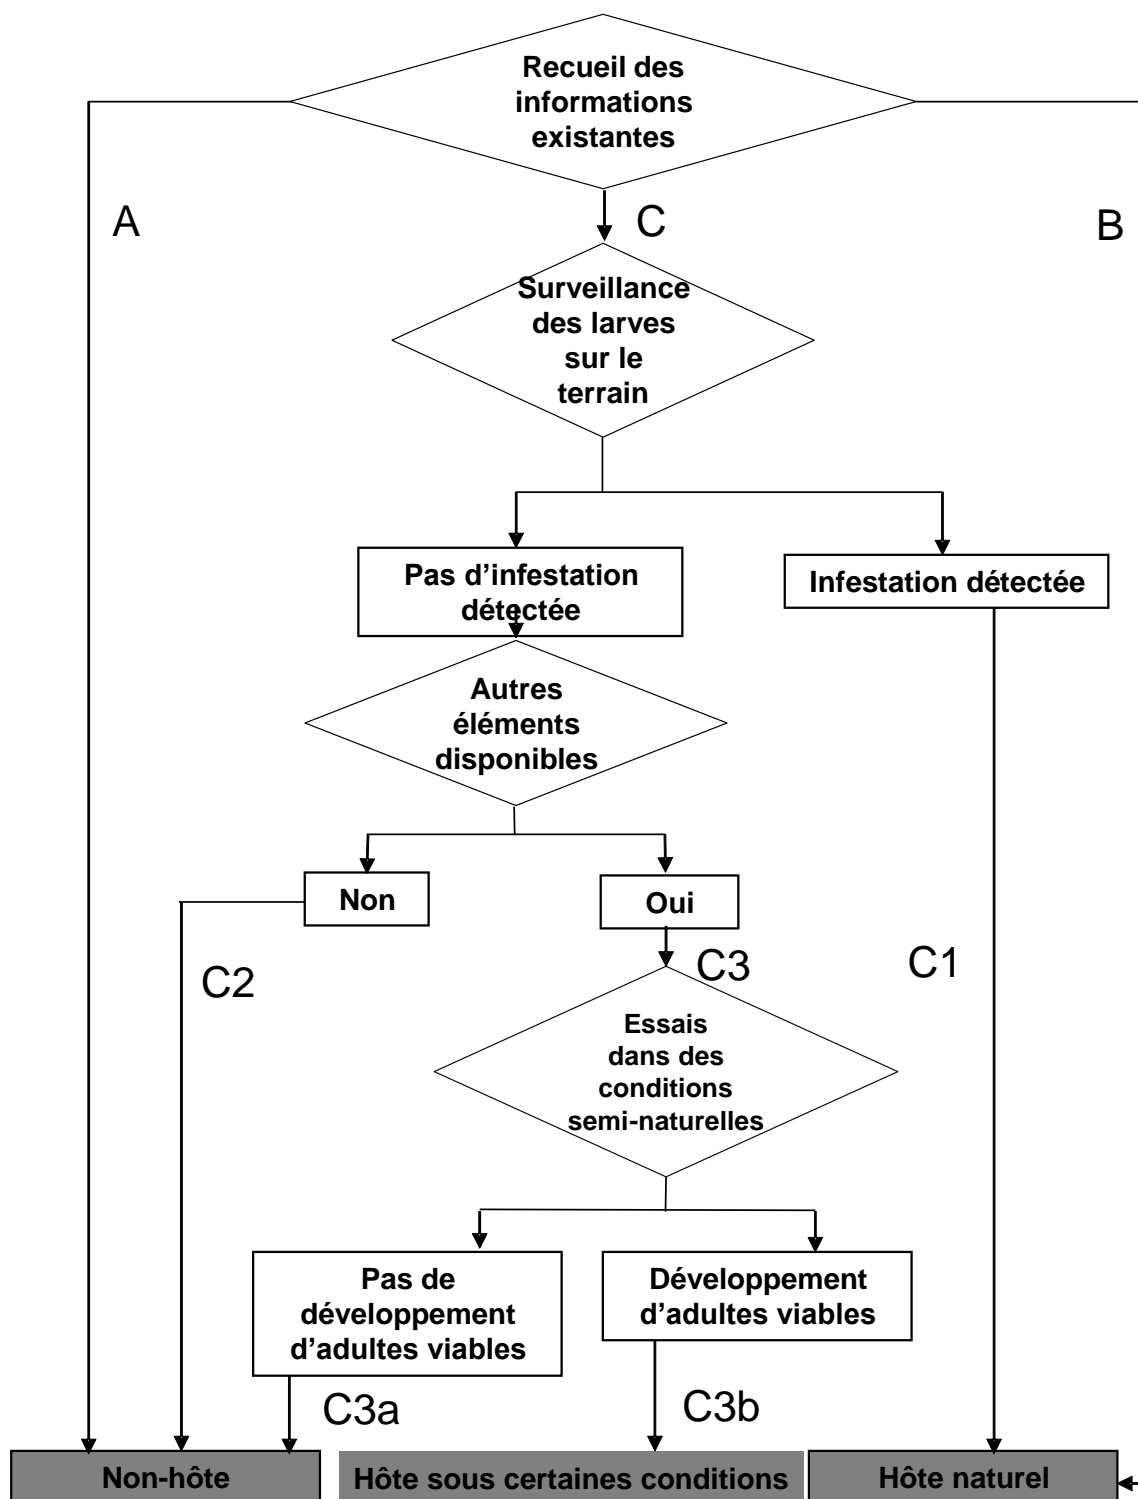 Recueil des
informations
existantes
A
C
B
Surveillance
des larves
sur le
terrain
Pas d’infestation
détectée
Infestation détectée
Autres
éléments
disponibles
Non
Oui
C2
C3
C1
Essais
dans des
conditions
semi-naturelles
Pas de
développement
d’adultes viables
Développement
d’adultes viables
C3a
C3b
Non-hôte
Hôte sous certaines conditions
Hôte naturel